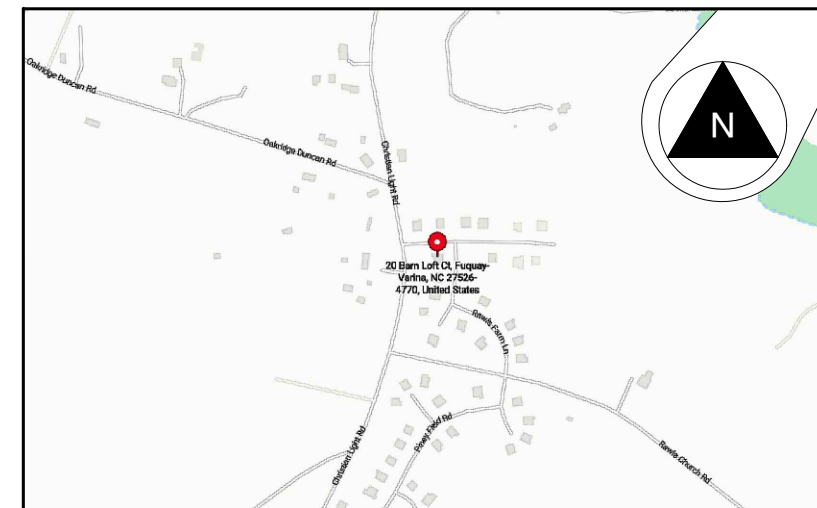 Oakridge Duncan Rd
Oakridge Duncan Rd
Christian Light Rd
N
20 Barn Loft Ct, Fuquay-
Varina, NC 27526-
4770, United States
Rawls Farm Ln
Piney Field Rd
Christian Light Rd
Rawls Church Rd